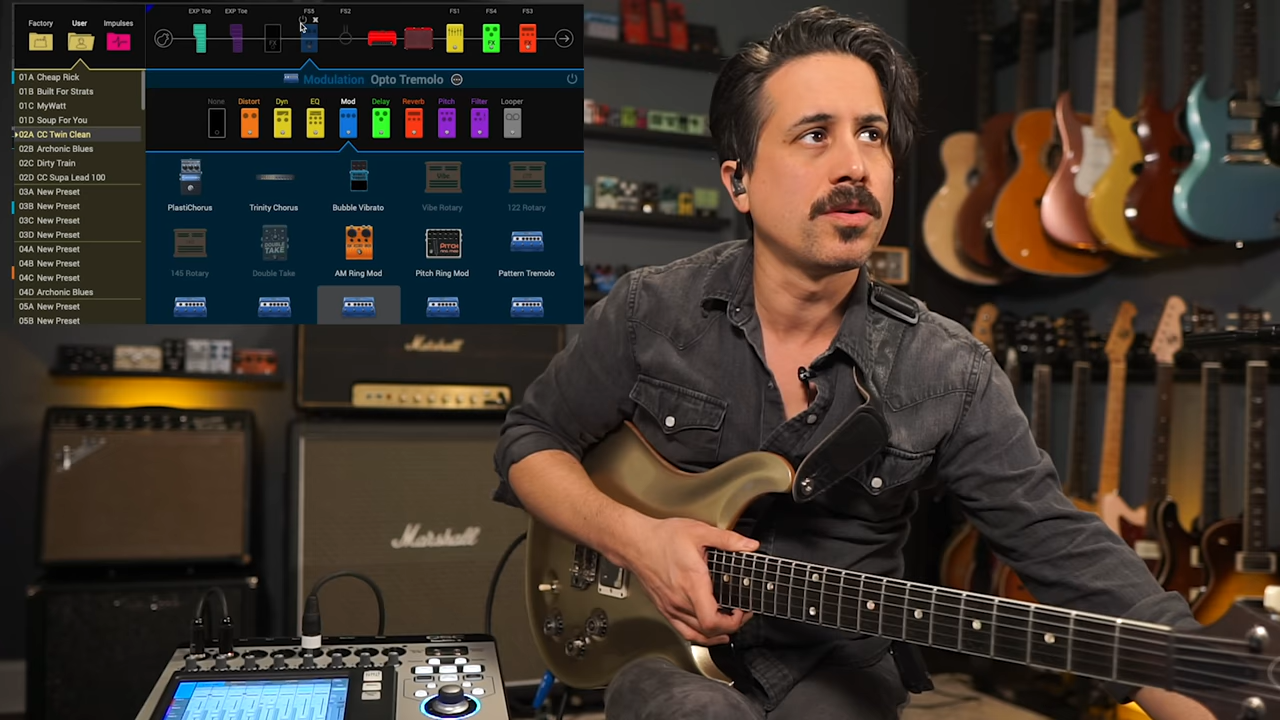 Factory User Impulses
EXP Toe EXP Toe FS5 FS2 FS1 FS4 FS3
FX FX
Modulation Opto Tremolo
None Distort Dyn EQ Mod Delay Reverb Pitch Filter Looper
01A Cheap Rick
01B Built For Strats
01C MyWatt
01D Soup For You
02A CC Twin Clean
02B Archonic Blues
02C Dirty Train
02D CC Supa Lead 100
03A New Preset
03B New Preset
03C New Preset
03D New Preset
04A New Preset
04B New Preset
04C New Preset
04D Archonic Blues
05A New Preset
05B New Preset
PlastiChorus Trinity Chorus Bubble Vibrato Vibe Rotary 122 Rotary
145 Rotary Double Take AM Ring Mod Pitch Ring Mod Pattern Tremolo
DOUBLE
TAKE
PITCH
Marshall
Marshall